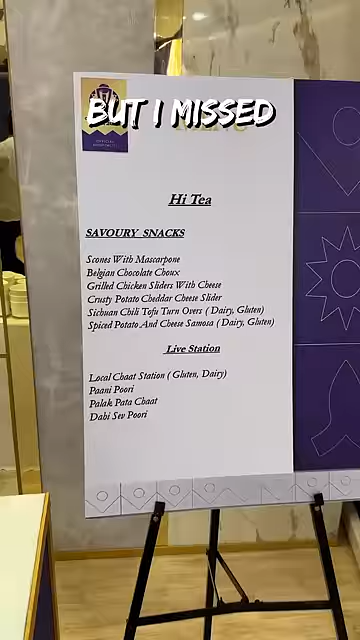 BUT I MISSED
Hi Tea
SAVOURY SNACKS
Scones With Mascarpone
Belgian Chocolate Choux
Grilled Chicken Sliders With Cheese
Crusty Potato Cheddar Cheese Slider
Sichuan Chili Tofu Turn Overs ( Dairy, Gluten)
Spiced Potato And Cheese Samosa ( Dairy, Gluten)
Live Station
Local Chaat Station ( Gluten, Dairy)
Paani Poori
Palak Pata Chaat
Dahi Sev Poori